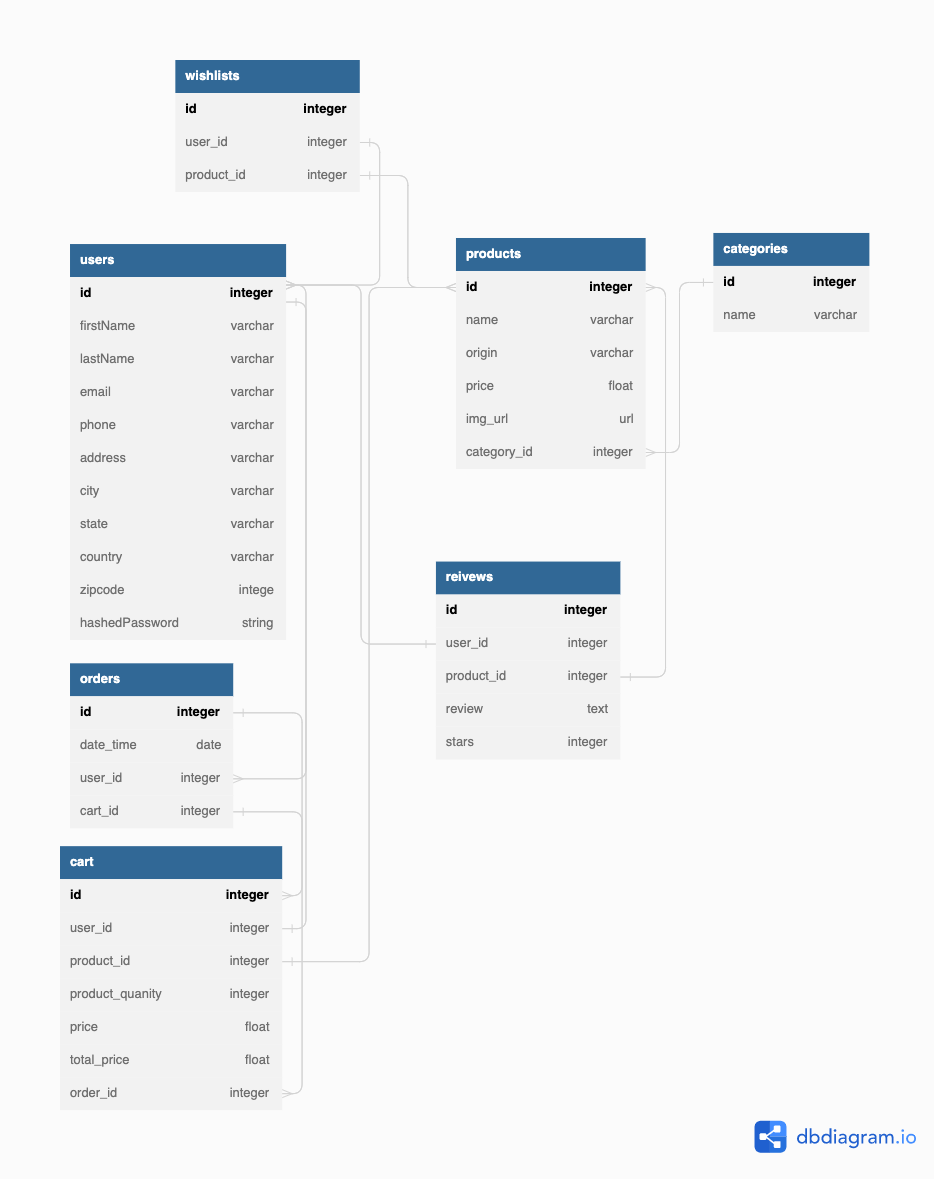 wishlists
id integer
user_id integer
product_id integer
users
id integer
firstName varchar
lastName varchar
email varchar
phone varchar
address varchar
city varchar
state varchar
country varchar
zipcode intege
hashedPassword string
products
id integer
name varchar
origin varchar
price float
img_url url
category_id integer
categories
id integer
name varchar
reivews
id integer
user_id integer
product_id integer
review text
stars integer
orders
id integer
date_time date
user_id integer
cart_id integer
cart
id integer
user_id integer
product_id integer
product_quanity integer
price float
total_price float
order_id integer
dbdiagram.io